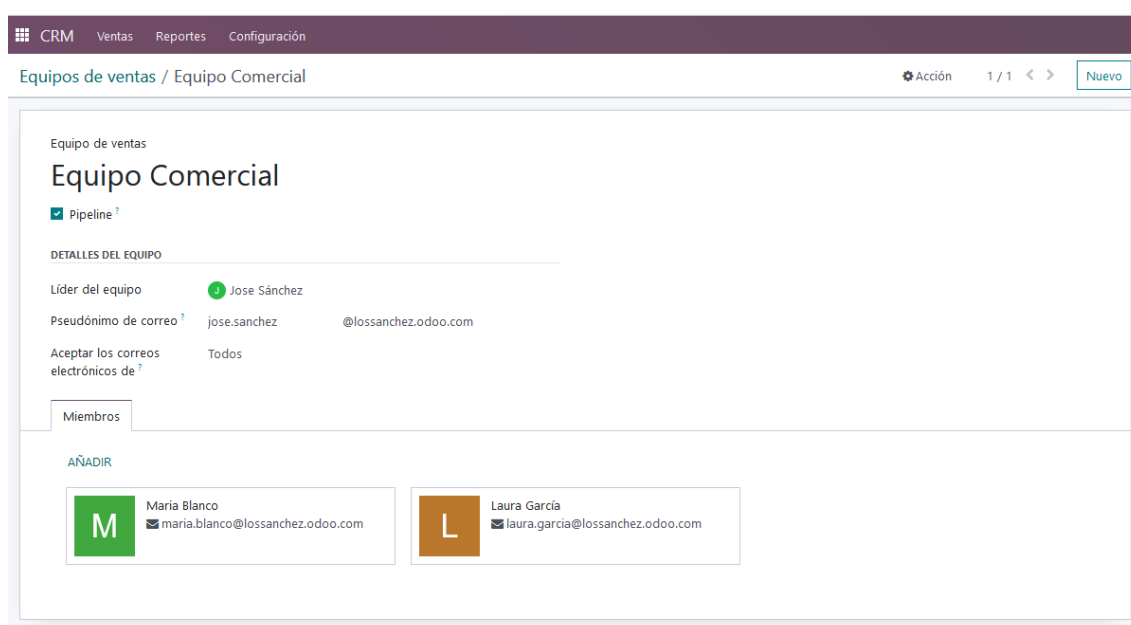 CRM Ventas Reportes Configuración
Equipos de ventas / Equipo Comercial Acción 1 / 1 Nuevo
Equipo de ventas
Equipo Comercial
Pipeline ?
DETALLES DEL EQUIPO
Líder del equipo J Jose Sánchez
Pseudónimo de correo ? jose.sanchez @lossanchez.odoo.com
Aceptar los correos Todos
electrónicos de ?
Miembros
AÑADIR
M Maria Blanco
maria.blanco@lossanchez.odoo.com
L Laura García
laura.garcia@lossanchez.odoo.com